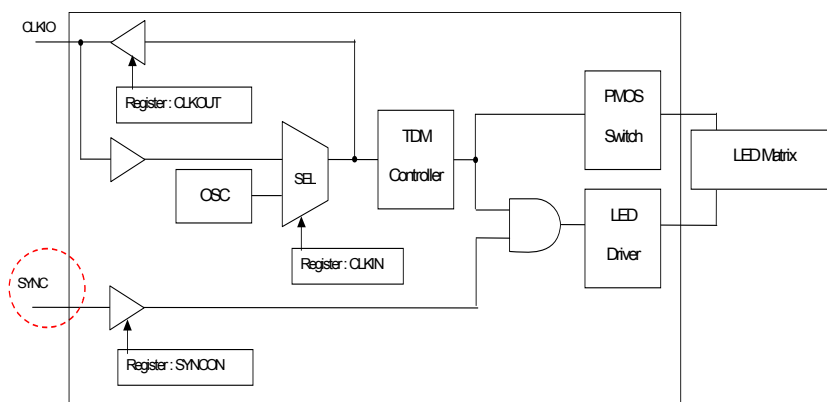 CLKIO
Register : CLKOUT
PMOS
Switch
TDM
Controller
LED Matrix
SEL
OSC
LED
Driver
Register : CLKIN
SYNC
Register : SYNCON